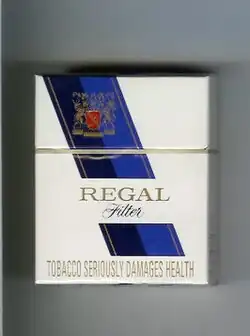 REGAL
Filter
TOBACCO SERIOUSLY DAMAGES HEALTH